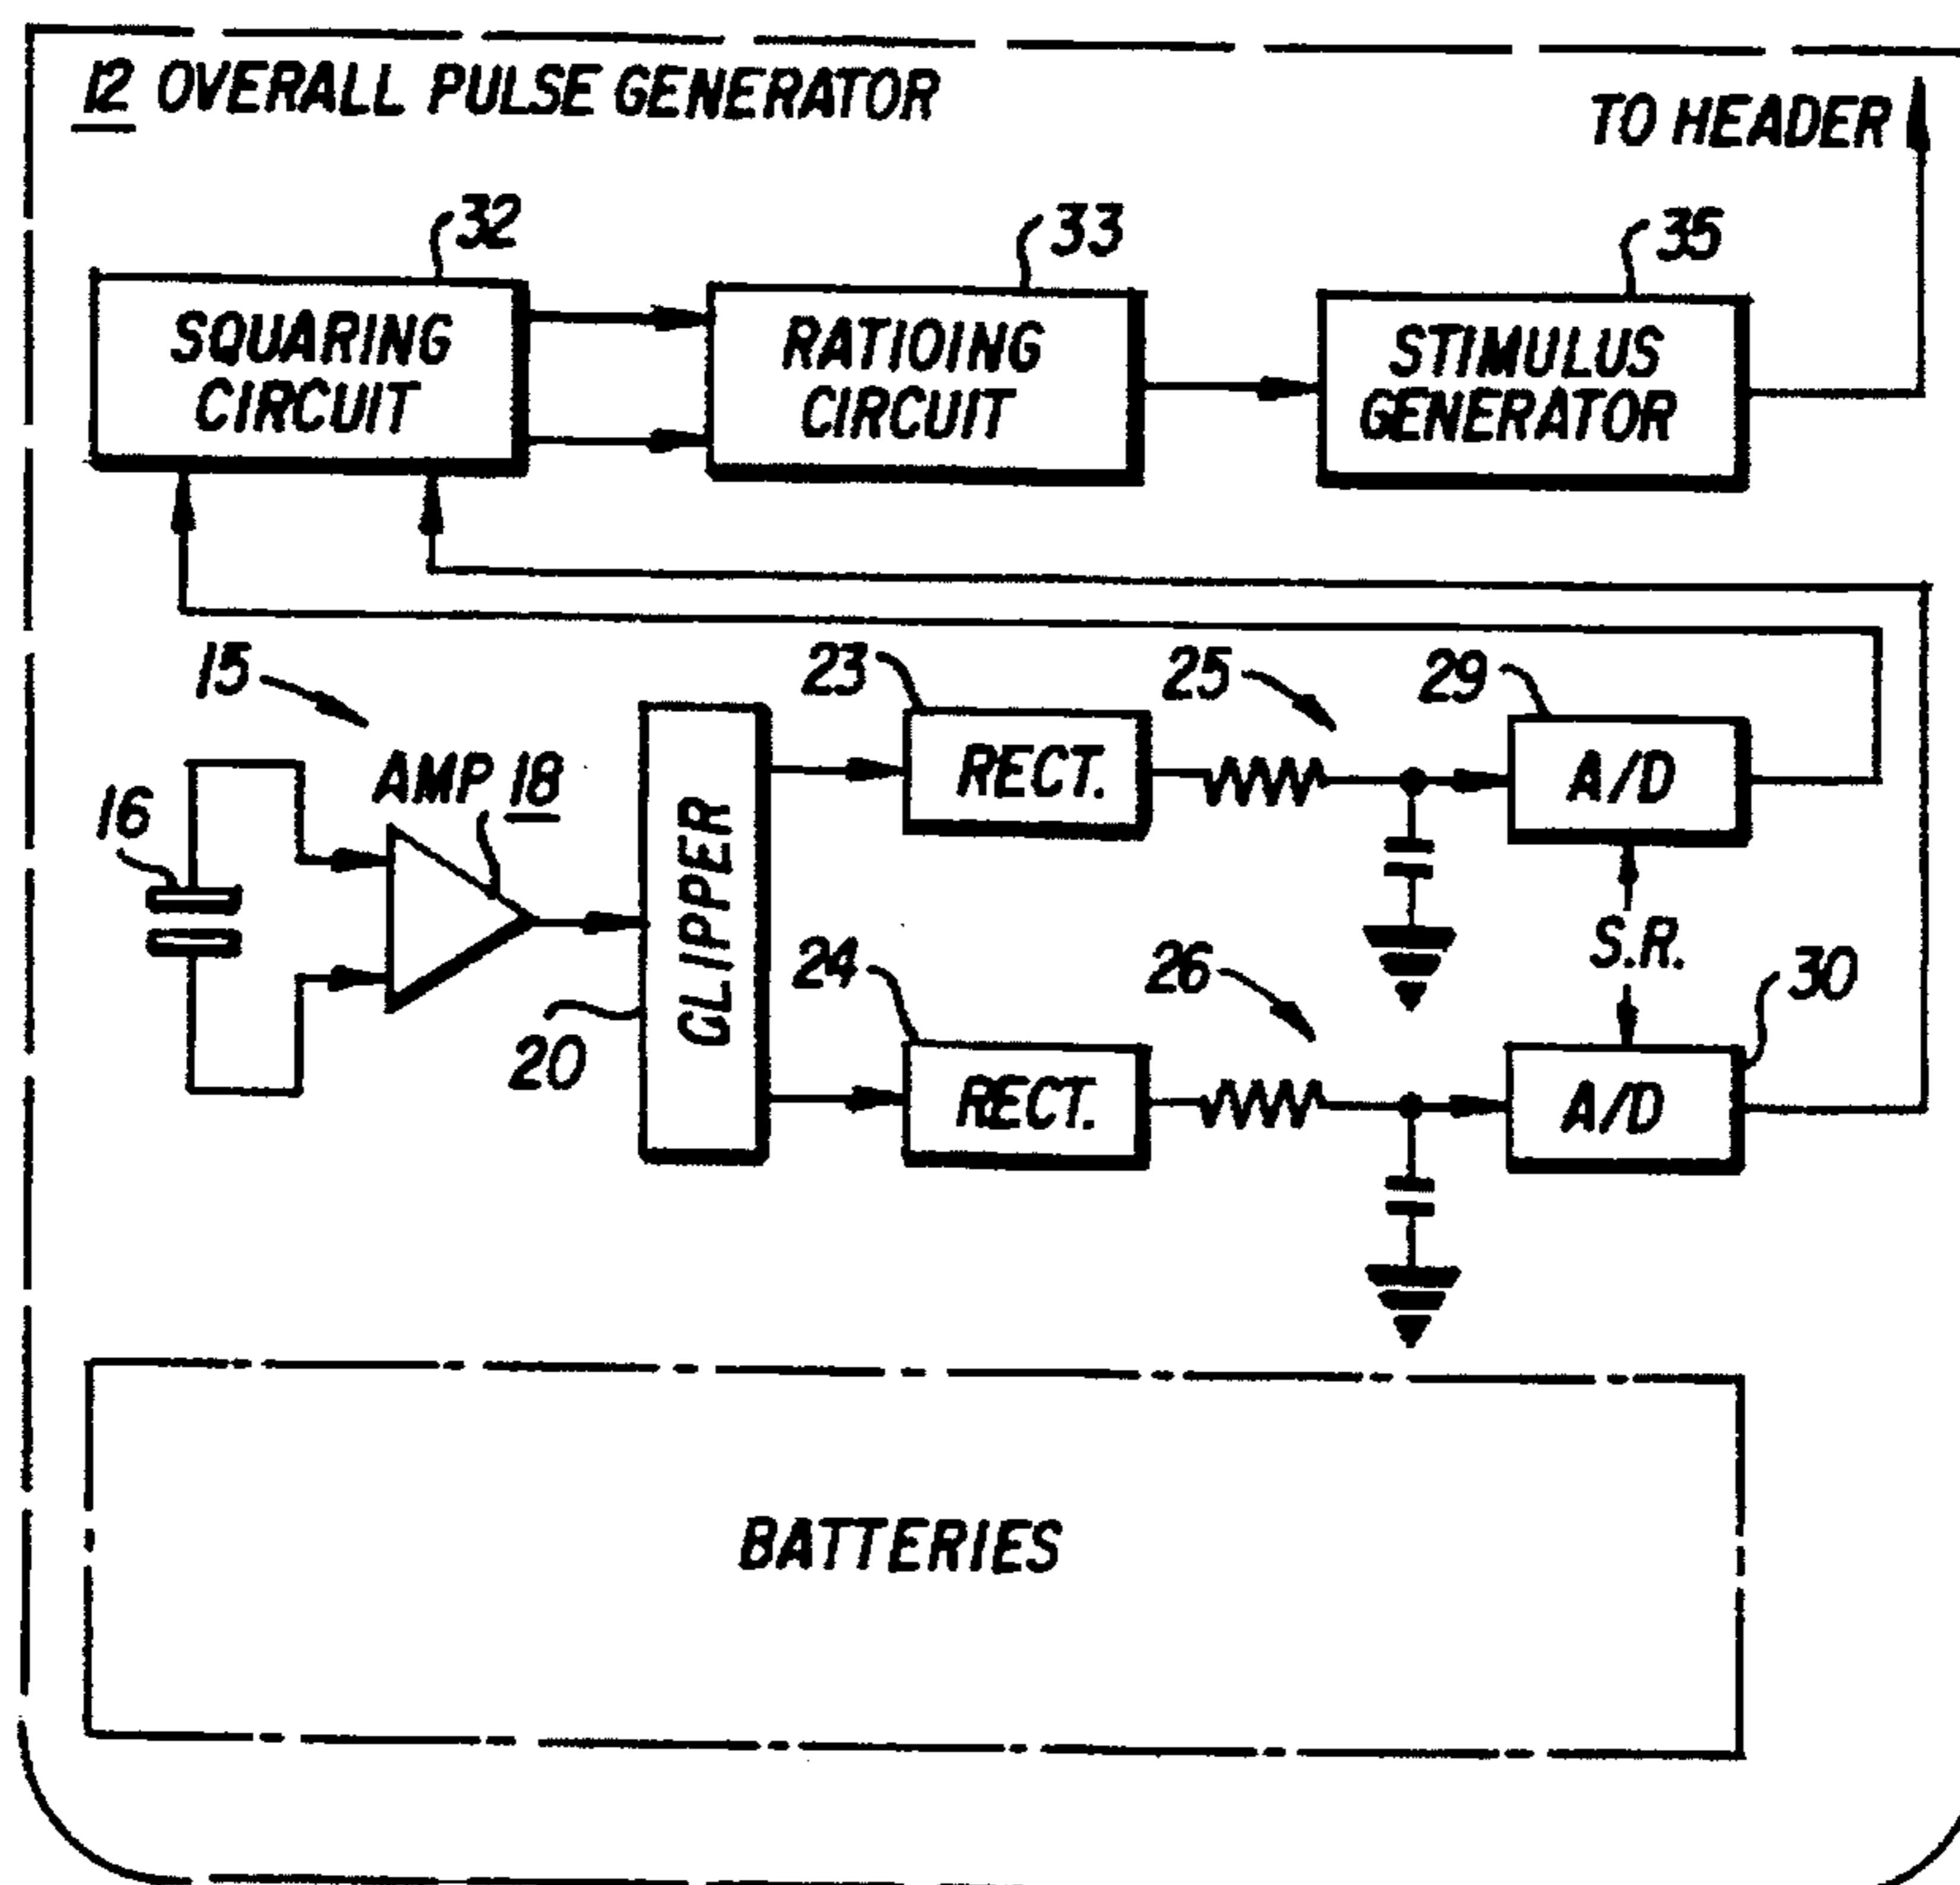 12 OVERALL PULSE GENERATOR
TO HEADER
32
33
35
SQUARING
CIRCUIT
RATIOING
CIRCUIT
STIMULUS
GENERATOR
15
23
25
29
AMP 18
RECT.
A/D
16
CLIPPER
S.R.
24
26
30
20
RECT.
A/D
BATTERIES